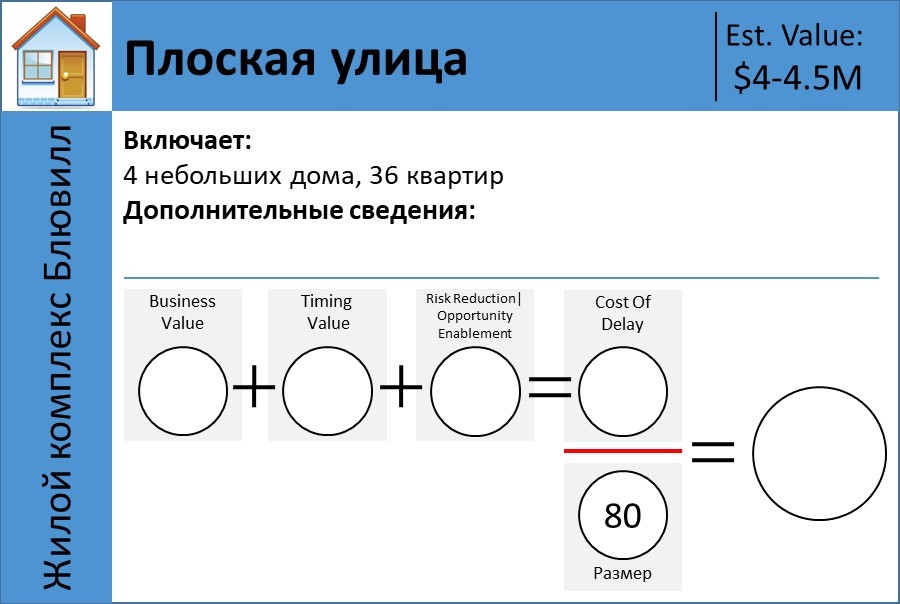 Плоская улица
Est. Value:
$4-4.5M
Жилой комплекс Блювилл
Включает:
4 небольших дома, 36 квартир
Дополнительные сведения:
Business
Value
Timing
Value
Risk Reduction|
Opportunity
Enablement
Cost Of
Delay
+
+
=
=
80
Размер